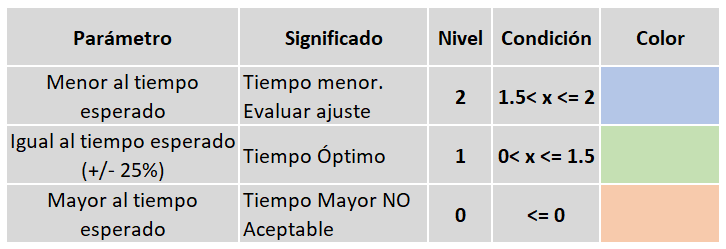 Parámetro Significado Nivel Condición Color
Menor al tiempo esperado Tiempo menor. Evaluar ajuste 2 1.5< x <= 2
Igual al tiempo esperado (+/- 25%) Tiempo Óptimo 1 0< x <= 1.5
Mayor al tiempo esperado Tiempo Mayor NO Aceptable 0 <= 0